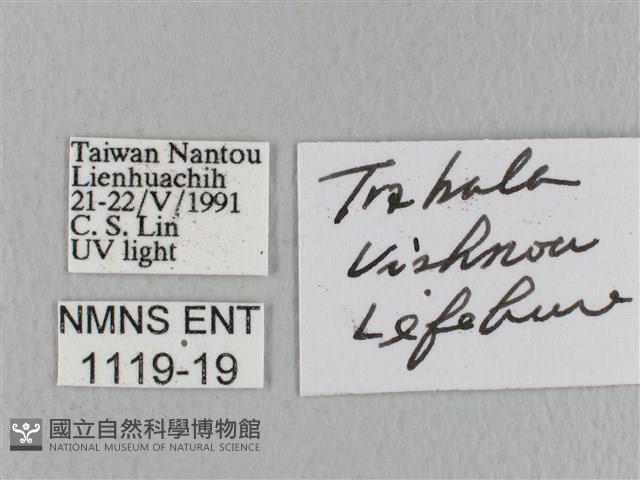 Taiwan Nantou
Lienhuachih
21-22/V/1991
C. S. Lin
UV light
NMNS ENT
1119-19
Trabala
Vishnou
Lefebure
國立自然科學博物館
NATIONAL MUSEUM OF NATURAL SCIENCE